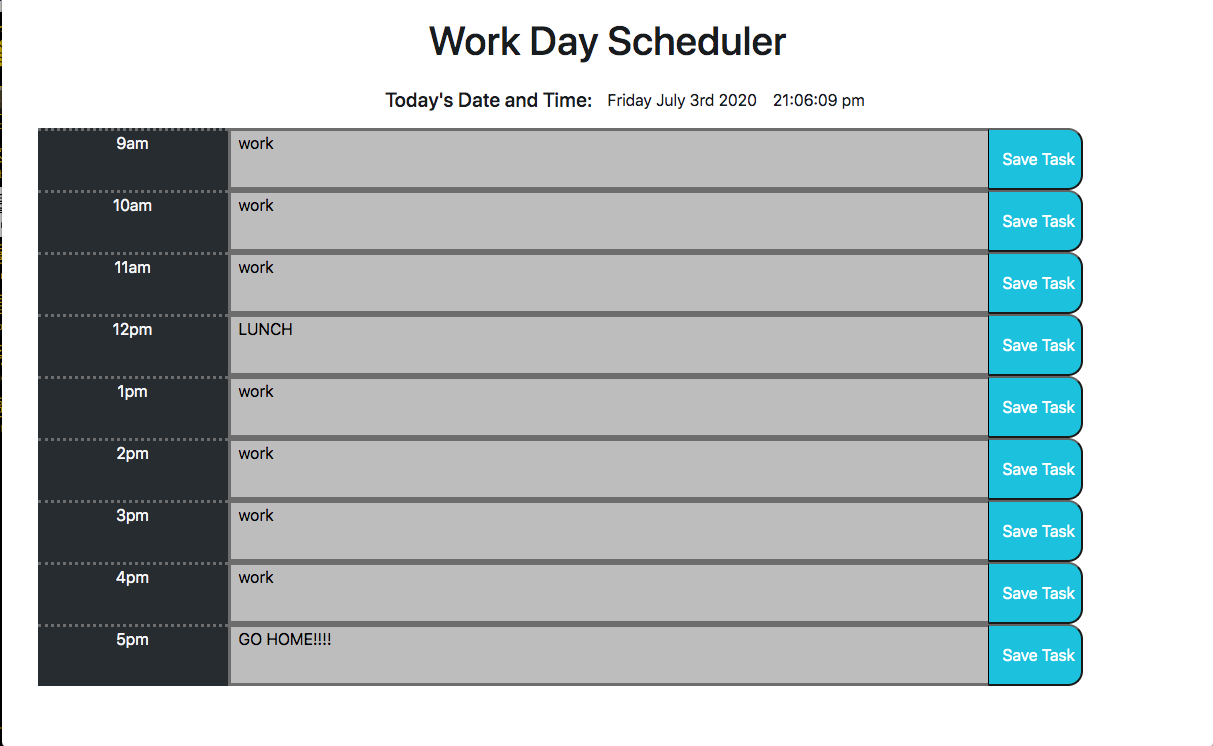 Work Day Scheduler
Today's Date and Time: Friday July 3rd 2020 21:06:09 pm
9am work Save Task
10am work Save Task
11am work Save Task
12pm LUNCH Save Task
1pm work Save Task
2pm work Save Task
3pm work Save Task
4pm work Save Task
5pm GO HOME!!!! Save Task